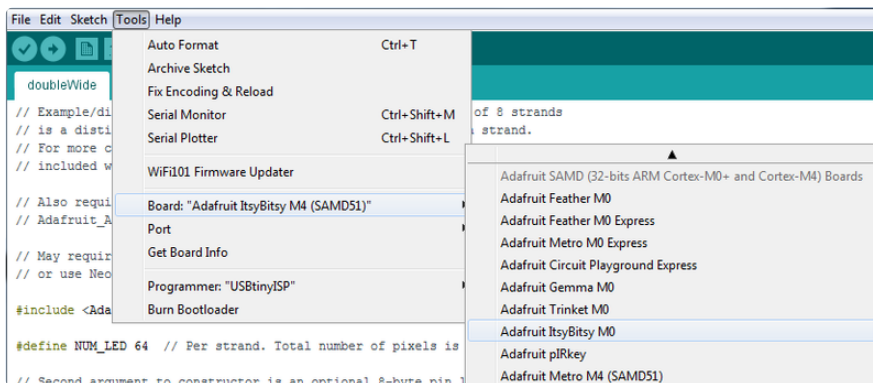 File Edit Sketch Tools Help
doubleWide
Auto Format Ctrl+T
Archive Sketch
Fix Encoding & Reload
Serial Monitor Ctrl+Shift+M
Serial Plotter Ctrl+Shift+L
WiFi101 Firmware Updater
Board: "Adafruit ItsyBitsy M4 (SAMD51)"
Port
Get Board Info
Programmer: "USBtinyISP"
Burn Bootloader
Adafruit SAMD (32-bits ARM Cortex-M0+ and Cortex-M4) Boards
Adafruit Feather M0
Adafruit Feather M0 Express
Adafruit Metro M0 Express
Adafruit Circuit Playground Express
Adafruit Gemma M0
Adafruit Trinket M0
Adafruit ItsyBitsy M0
Adafruit pIRkey
Adafruit Metro M4 (SAMD51)
// Example/di of 8 strands
// is a disti strand.
// For more c
// included w
// Also requi
// Adafruit_A
// May requir
// or use Neo
#include <Ada
#define NUM_LED 64 // Per strand. Total number of pixels is
// Second argument to constructor is an optional 8-byte pin l